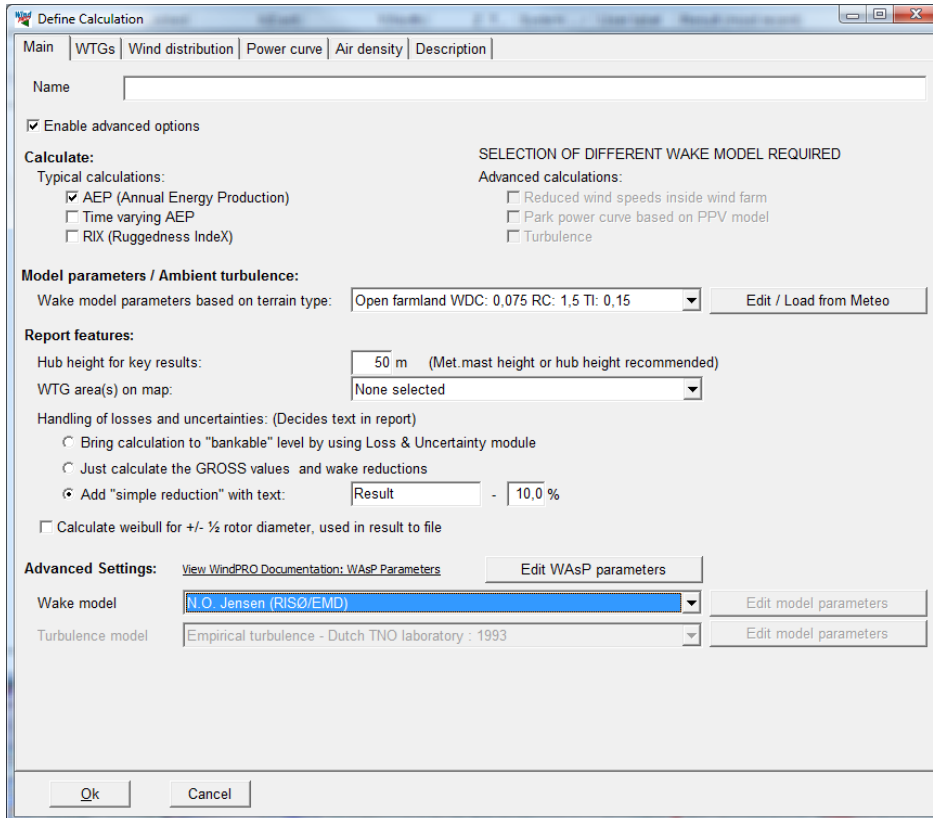 Define Calculation
Main WTGs Wind distribution Power curve Air density Description
Name
Enable advanced options
Calculate:
SELECTION OF DIFFERENT WAKE MODEL REQUIRED
Typical calculations:
Advanced calculations:
AEP (Annual Energy Production)
Reduced wind speeds inside wind farm
Time varying AEP
Park power curve based on PPV model
RIX (Ruggedness IndeX)
Turbulence
Model parameters / Ambient turbulence:
Wake model parameters based on terrain type: Open farmland WDC: 0,075 RC: 1,5 TI: 0,15 Edit / Load from Meteo
Report features:
Hub height for key results: 50 m (Met.mast height or hub height recommended)
WTG area(s) on map: None selected
Handling of losses and uncertainties: (Decides text in report)
Bring calculation to "bankable" level by using Loss & Uncertainty module
Just calculate the GROSS values and wake reductions
Add "simple reduction" with text: Result - 10,0 %
Calculate weibull for +/- ½ rotor diameter, used in result to file
Advanced Settings: View WindPRO Documentation: WAsP Parameters Edit WAsP parameters
Wake model N.O. Jensen (RISØ/EMD) Edit model parameters
Turbulence model Empirical turbulence - Dutch TNO laboratory : 1993 Edit model parameters
Ok Cancel